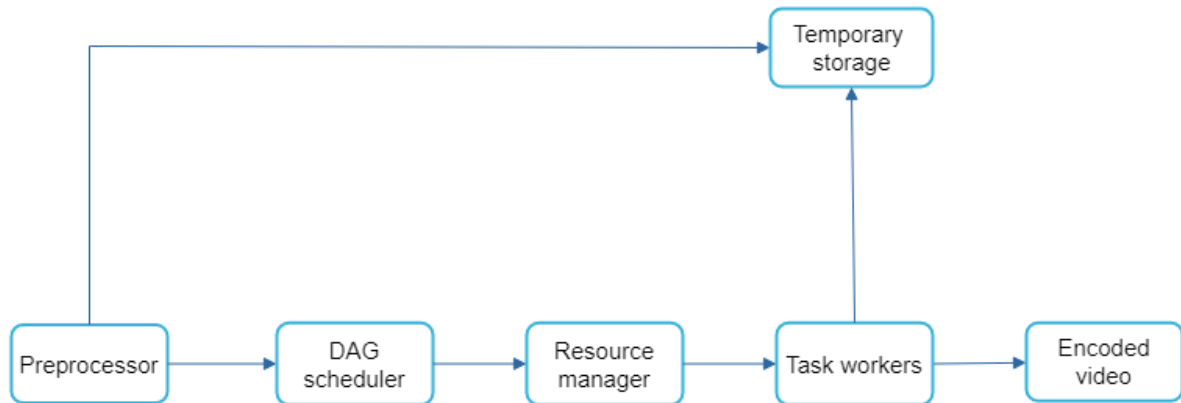 Temporary
storage
Preprocessor
DAG
scheduler
Resource
manager
Task workers
Encoded
video